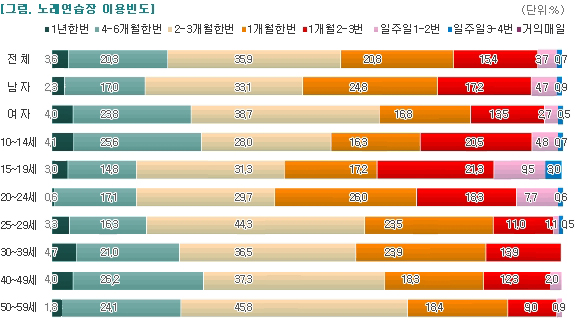 [그림. 노래연습장 이용빈도]
(단위%)
1년한번 4-6개월한번 2-3개월한번 1개월한번 1개월2-3번 일주일1-2번 일주일3-4번 거의매일
전 체 20,3 35,9 20,8 15,4 3,7 0,7
남 자 2,3 17,0 33,1 24,8 17,2 4,7 0,9
여 자 4,0 23,8 38,7 16,8 13,5 2,7 0,5
10~14세 4,1 25,6 28,0 16,3 20,5 4,8 0,7
15~19세 3,0 14,8 31,3 17,2 21,3 9,5 3,0
20~24세 0,6 17,1 29,7 26,0 18,3 7,7 0,6
25~29세 3,3 16,3 44,3 23,5 11,0 1,1 0,5
30~39세 4,7 21,0 36,5 23,9 13,9
40~49세 4,0 26,2 37,3 18,3 12,3 2,0
50~59세 1,8 24,1 45,8 18,4 9,0 0,9